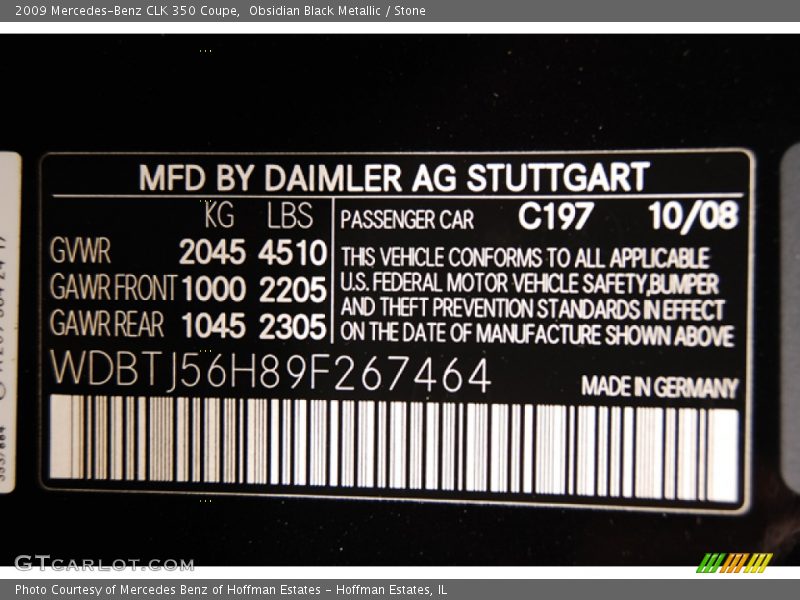 2009 Mercedes-Benz CLK 350 Coupe,  Obsidian Black Metallic / Stone
MFD BY DAIMLER AG STUTTGART
KG LBS
GVWR 2045 4510
GAWR FRONT 1000 2205
GAWR REAR 1045 2305
PASSENGER CAR C197 10/08
THIS VEHICLE CONFORMS TO ALL APPLICABLE
U.S. FEDERAL MOTOR VEHICLE SAFETY,BUMPER
AND THEFT PREVENTION STANDARDS IN EFFECT
ON THE DATE OF MANUFACTURE SHOWN ABOVE
WDBTJ56H89F267464
MADE IN GERMANY
GTCARLOT.COM
Photo Courtesy of Mercedes Benz of Hoffman Estates - Hoffman Estates, IL